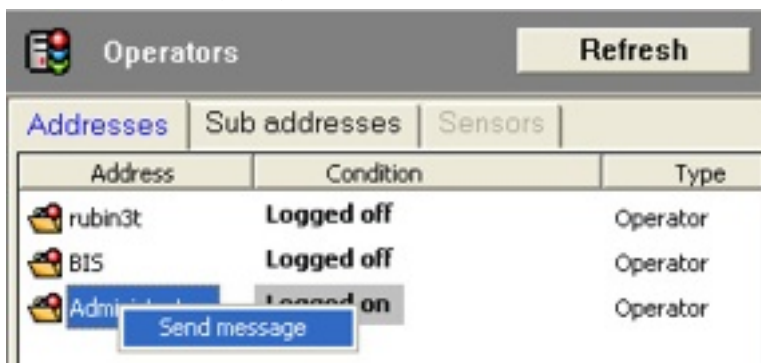 Operators Refresh
Addresses Sub addresses Sensors
Address Condition Type
rubin3t Logged off Operator
BIS Logged off Operator
Logged on Operator
Send message